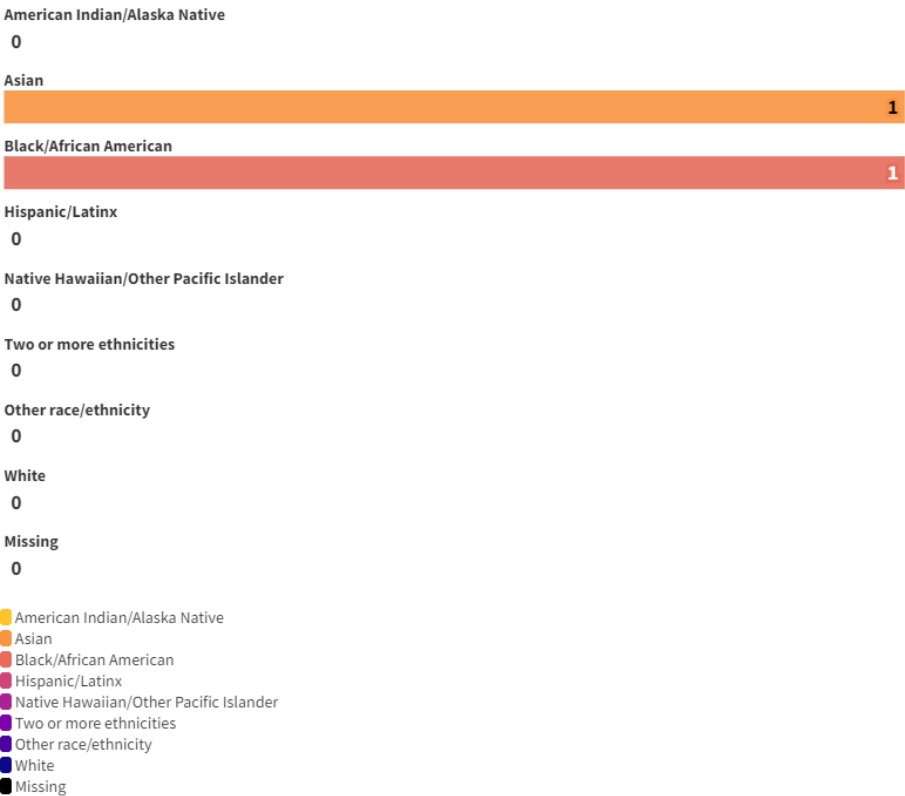 American Indian/Alaska Native
0
Asian
1
Black/African American
1
Hispanic/Latinx
0
Native Hawaiian/Other Pacific Islander
0
Two or more ethnicities
0
Other race/ethnicity
0
White
0
Missing
0
American Indian/Alaska Native
Asian
Black/African American
Hispanic/Latinx
Native Hawaiian/Other Pacific Islander
Two or more ethnicities
Other race/ethnicity
White
Missing